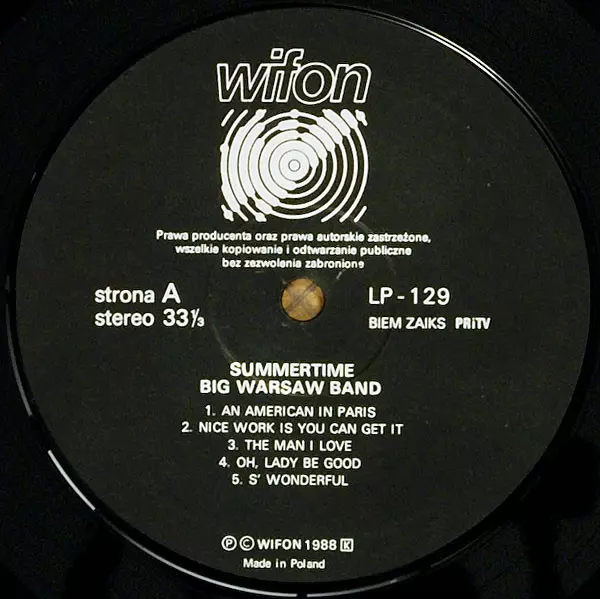 wifon
Prawa producenta oraz prawa autorskie zastrzeżone,
wszelkie kopiowanie i odtwarzanie publiczne
bez zezwolenia zabronione
strona A
stereo 33⅓
LP-129
BIEM ZAIKS PRiTV
SUMMERTIME
BIG WARSAW BAND
1. AN AMERICAN IN PARIS
2. NICE WORK IS YOU CAN GET IT
3. THE MAN I LOVE
4. OH, LADY BE GOOD
5. S' WONDERFUL
Ⓟ © WIFON 1988 K
Made in Poland